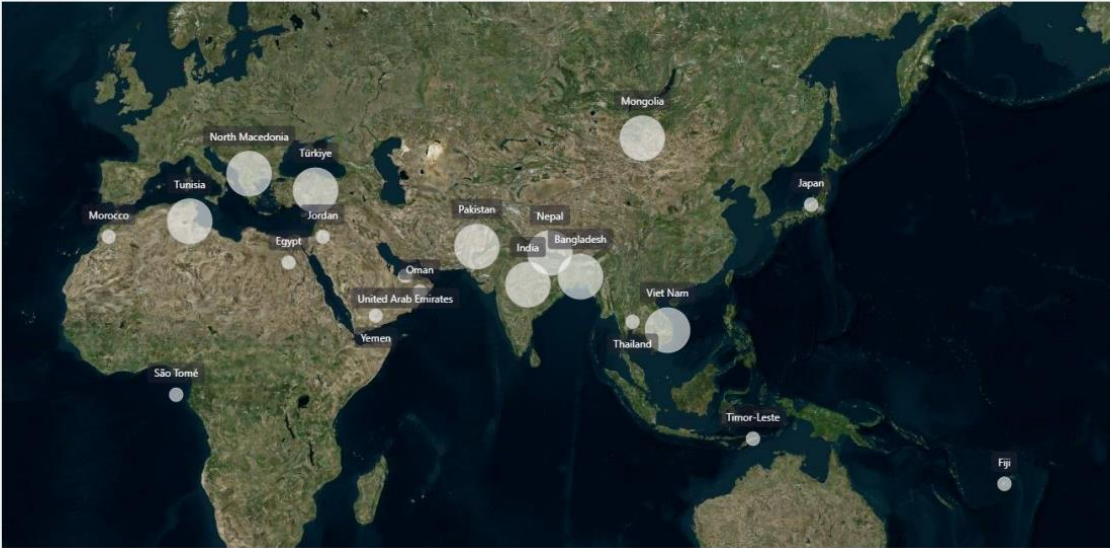 Mongolia
North Macedonia
Türkiye
Japan
Tunisia
Pakistan
Nepal
Morocco
Jordan
Egypt
India
Bangladesh
Oman
United Arab Emirates
Viet Nam
Yemen
Thailand
São Tomé
Timor-Leste
Fiji